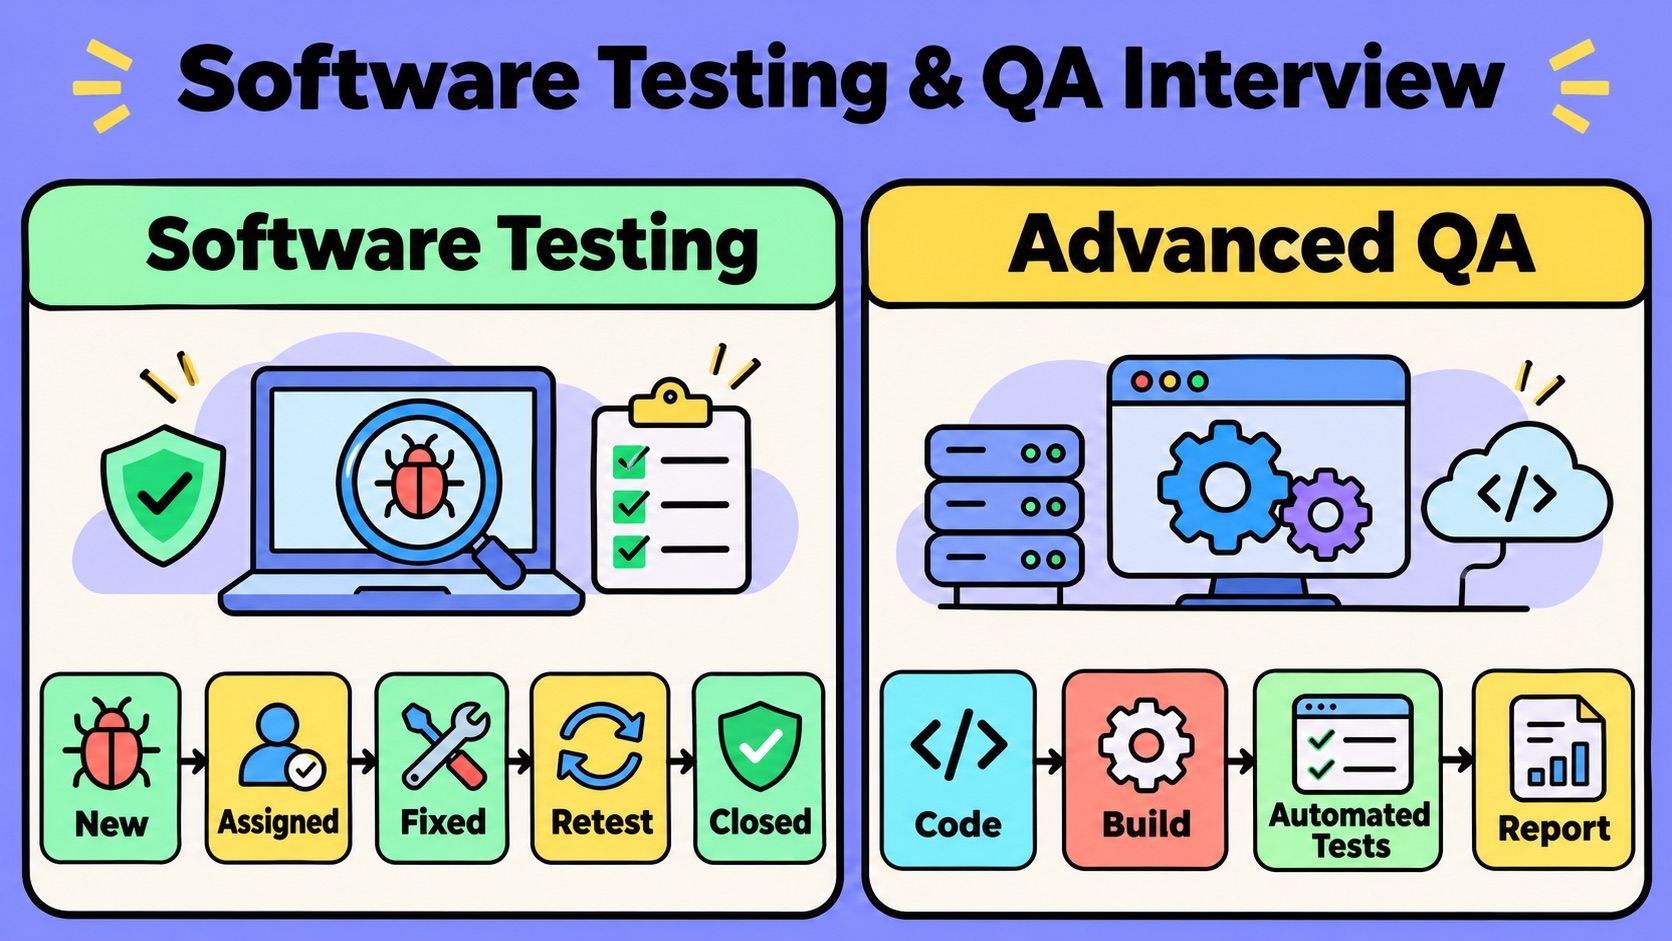 Software Testing & QA Interview
Software Testing
Advanced QA
New
Assigned
Fixed
Retest
Closed
Code
Build
Automated
Tests
Report